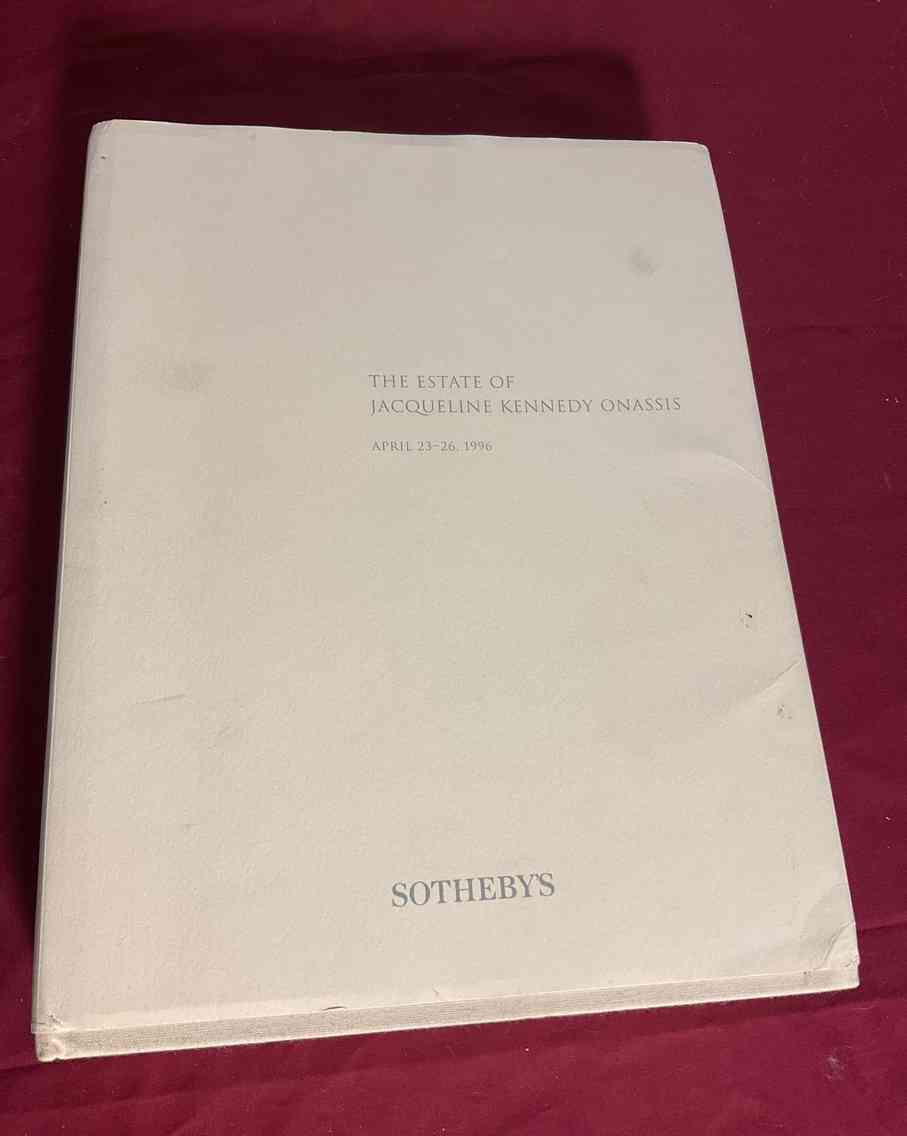 THE ESTATE OF
JACQUELINE KENNEDY ONASSIS
APRIL 23–26, 1996
SOTHEBY'S